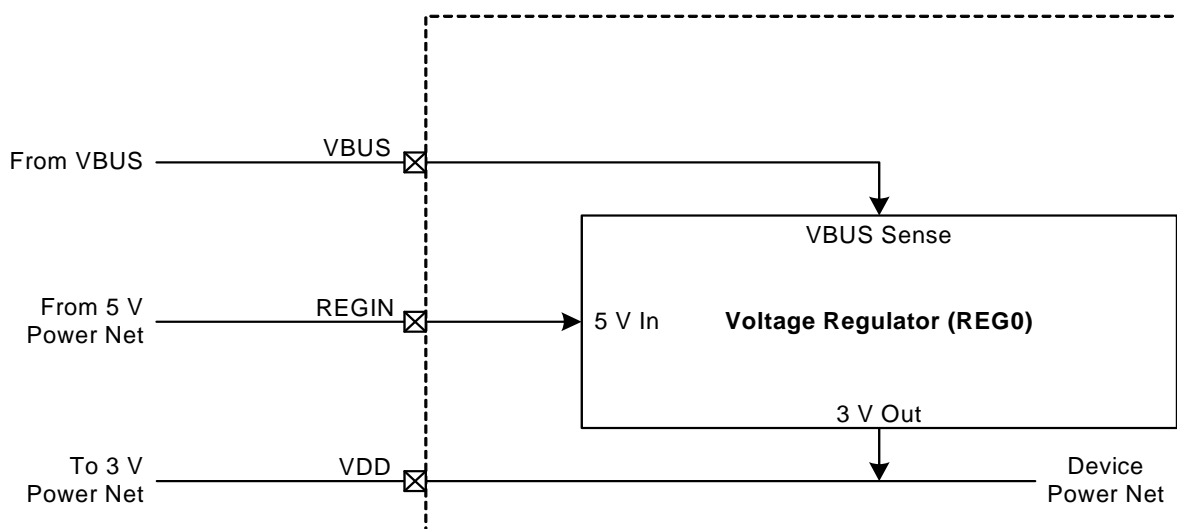 From VBUS
VBUS
VBUS Sense
From 5 V
Power Net
REGIN
5 V In
Voltage Regulator (REG0)
3 V Out
To 3 V
Power Net
VDD
Device
Power Net